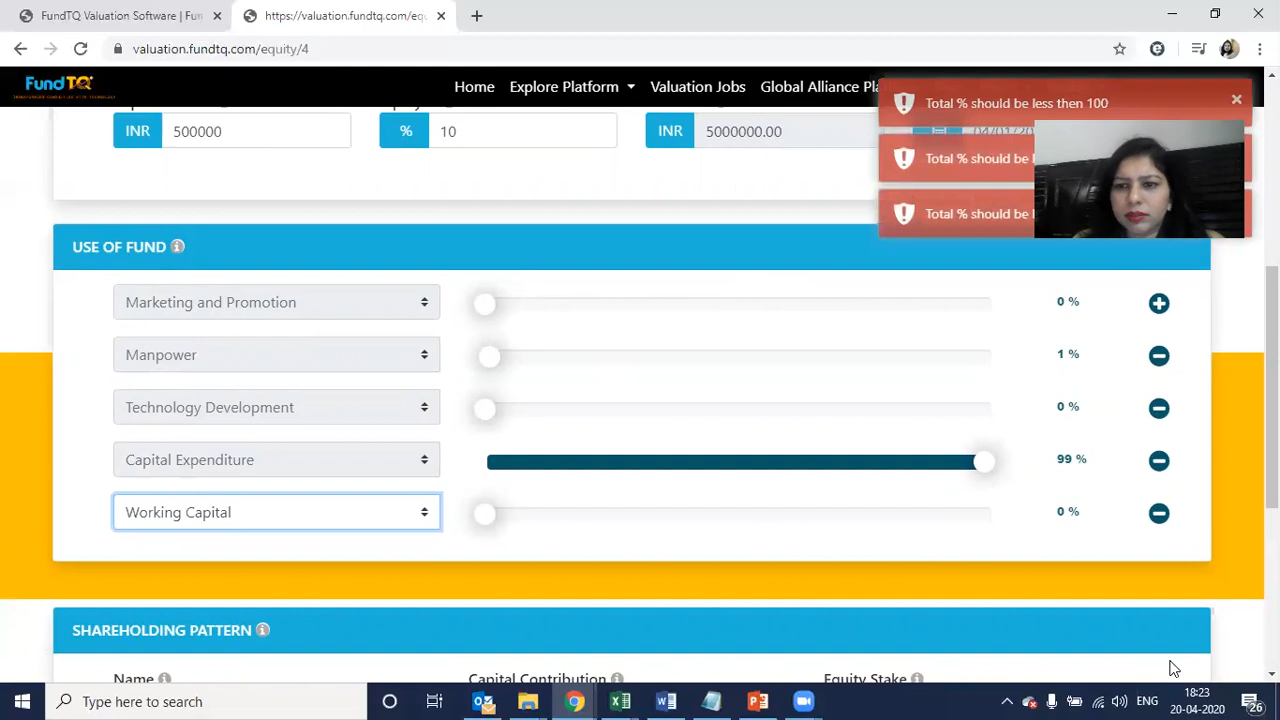 FundTQ Valuation Software | Fun
https://valuation.fundtq.com/equ
valuation.fundtq.com/equity/4
FundTQ
Home
Explore Platform
Valuation Jobs
Global Alliance Pla
Total % should be less then 100
Total % should be l
Total % should be l
INR
500000
%
10
INR
5000000.00
USE OF FUND
Marketing and Promotion
0 %
Manpower
1 %
Technology Development
0 %
Capital Expenditure
99 %
Working Capital
0 %
SHAREHOLDING PATTERN
Name
Capital Contribution
Equity Stake
Type here to search
ENG
18:23
20-04-2020
26